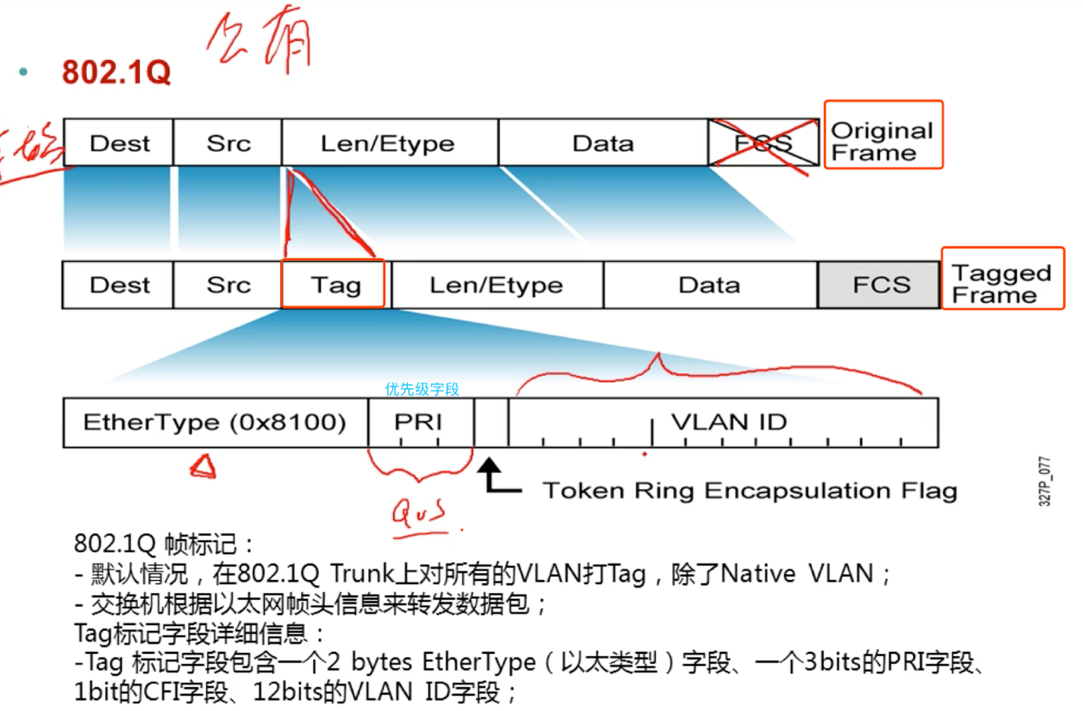 公有
• 802.1Q
Dest Src Len/Etype Data FCS Original Frame
Dest Src Tag Len/Etype Data FCS Tagged Frame
优先级字段
EtherType (0x8100) PRI VLAN ID
Token Ring Encapsulation Flag
QoS
327P_077
802.1Q 帧标记：
- 默认情况，在802.1Q Trunk上对所有的VLAN打Tag，除了Native VLAN；
- 交换机根据以太网帧头信息来转发数据包；
Tag标记字段详细信息：
-Tag 标记字段包含一个2 bytes EtherType（以太类型）字段、一个3bits的PRI字段、
1bit的CFI字段、12bits的VLAN ID字段；